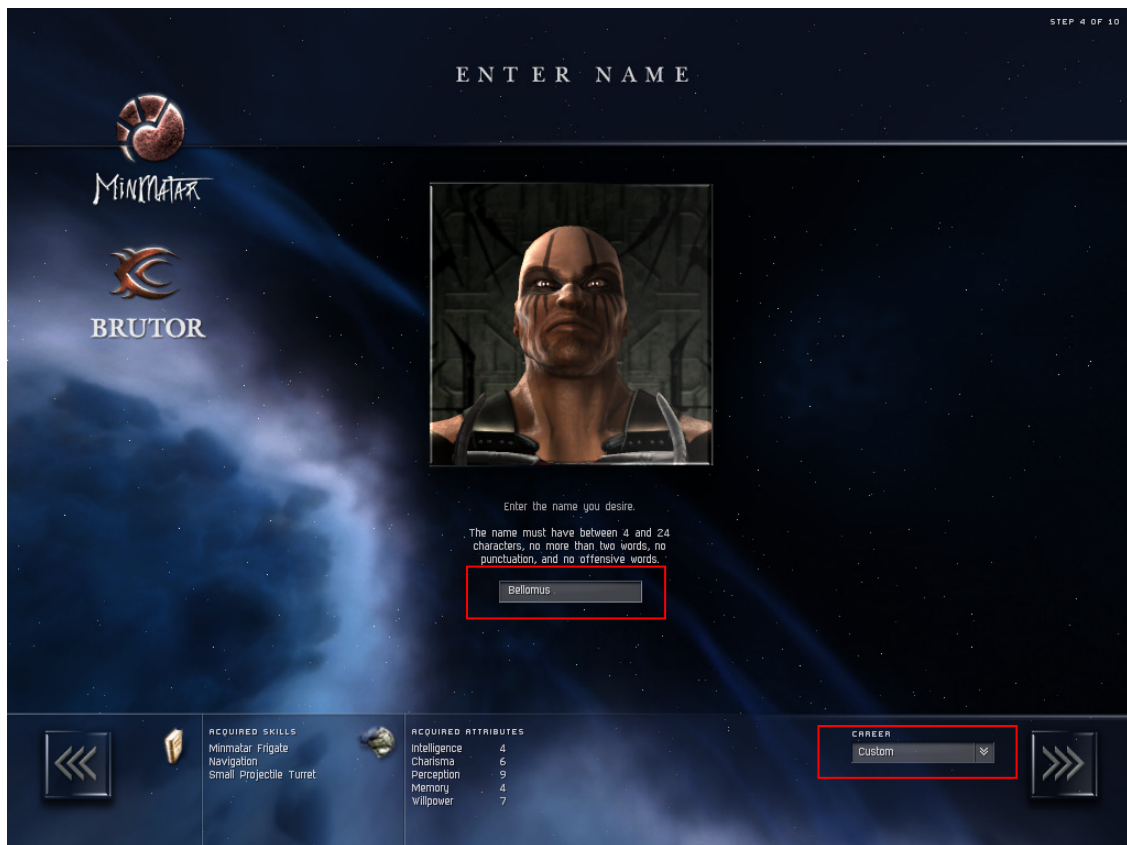 STEP 4 OF 10
ENTER NAME
MINMATAR
BRUTOR
Enter the name you desire.
The name must have between 4 and 24
characters, no more than two words, no
punctuation, and no offensive words.
Bellomus
ACQUIRED SKILLS
Minmatar Frigate
Navigation
Small Projectile Turret
ACQUIRED ATTRIBUTES
Intelligence 4
Charisma 6
Perception 9
Memory 4
Willpower 7
CAREER
Custom